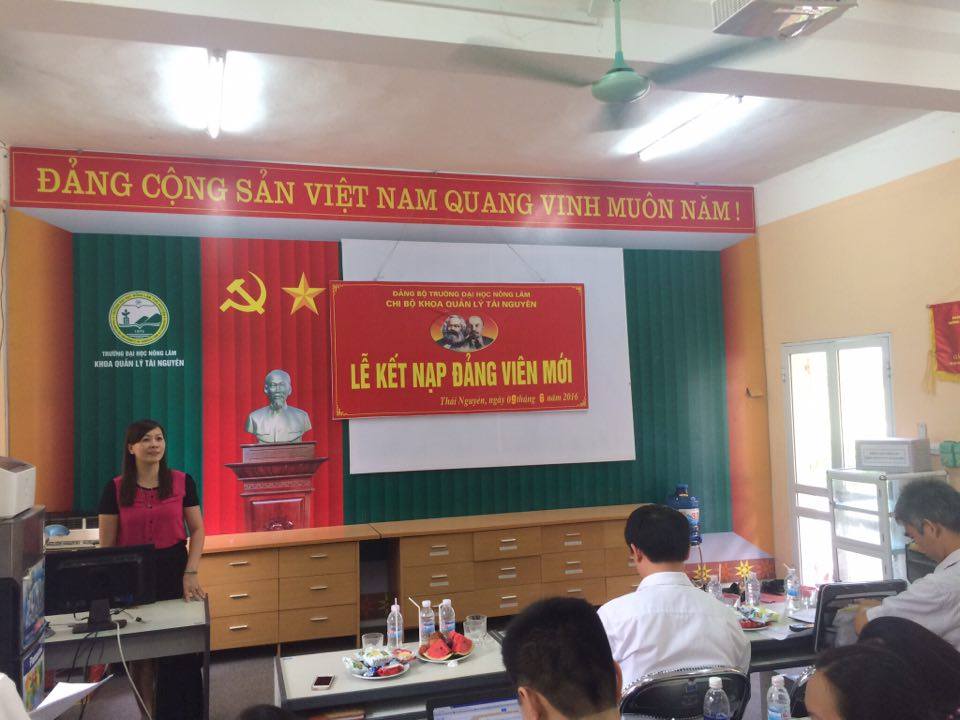 ĐẢNG CỘNG SẢN VIỆT NAM QUANG VINH MUÔN NĂM !
ĐẢNG BỘ TRƯỜNG ĐẠI HỌC NÔNG LÂM
CHI BỘ KHOA QUẢN LÝ TÀI NGUYÊN
LỄ KẾT NẠP ĐẢNG VIÊN MỚI
Thái Nguyên, ngày 09 tháng 6 năm 2016
TRƯỜNG ĐẠI HỌC NÔNG LÂM
KHOA QUẢN LÝ TÀI NGUYÊN